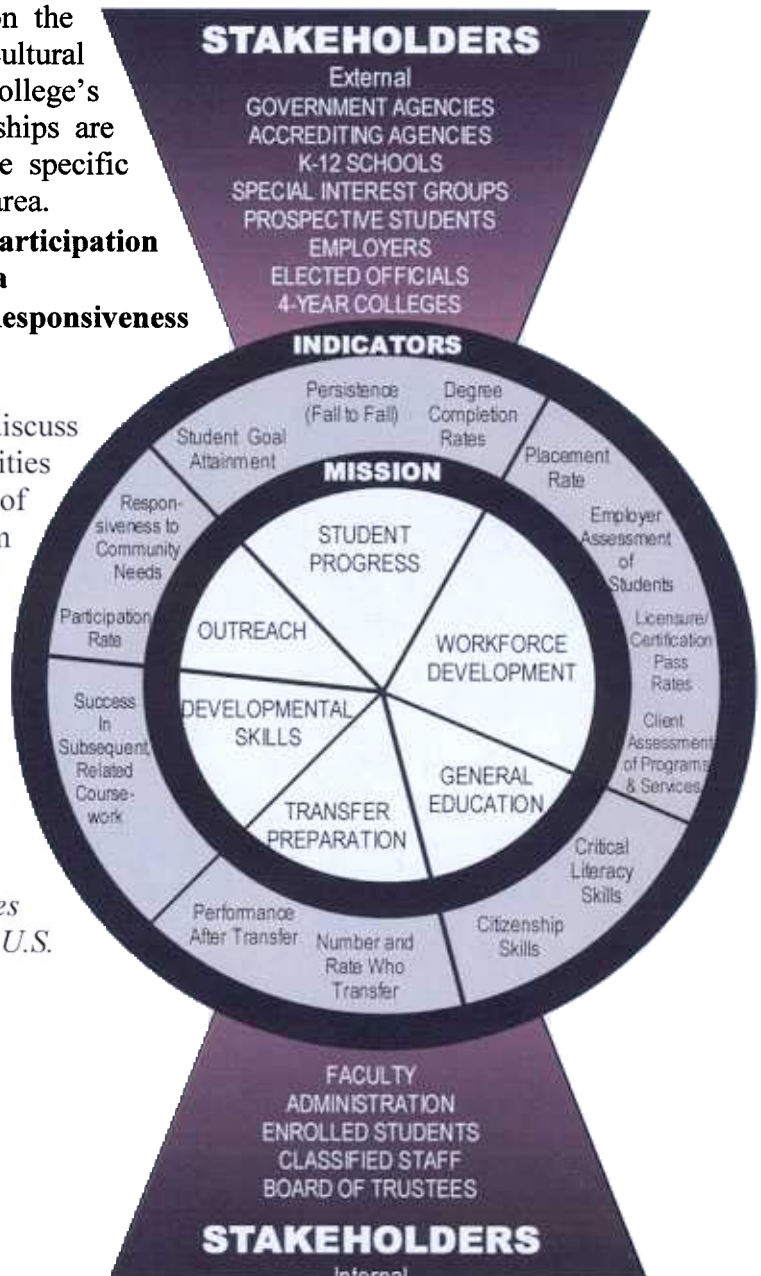 on the
cultural
ollege's
ships are
e specific
area.
articipation
a
esponsiveness
discuss
ities
of
n
es
U.S.
STAKEHOLDERS
External
GOVERNMENT AGENCIES
ACCREDITING AGENCIES
K-12 SCHOOLS
SPECIAL INTEREST GROUPS
PROSPECTIVE STUDENTS
EMPLOYERS
ELECTED OFFICIALS
4-YEAR COLLEGES
INDICATORS
Persistence
(Fall to Fall)
Degree
Completion
Rates
Student Goal
Attainment
Placement
Rate
Employer
Assessment
of
Students
Licensure/
Certification
Pass
Rates
Client
Assessment
of Programs
& Services
Critical
Literacy
Skills
Citizenship
Skills
Number and
Rate Who
Transfer
Performance
After Transfer
Success
In
Subsequent
Related
Course-
work
Participation
Rate
Respon-
siveness to
Community
Needs
MISSION
STUDENT
PROGRESS
WORKFORCE
DEVELOPMENT
GENERAL
EDUCATION
TRANSFER
PREPARATION
DEVELOPMENTAL
SKILLS
OUTREACH
FACULTY
ADMINISTRATION
ENROLLED STUDENTS
CLASSIFIED STAFF
BOARD OF TRUSTEES
STAKEHOLDERS
Internal